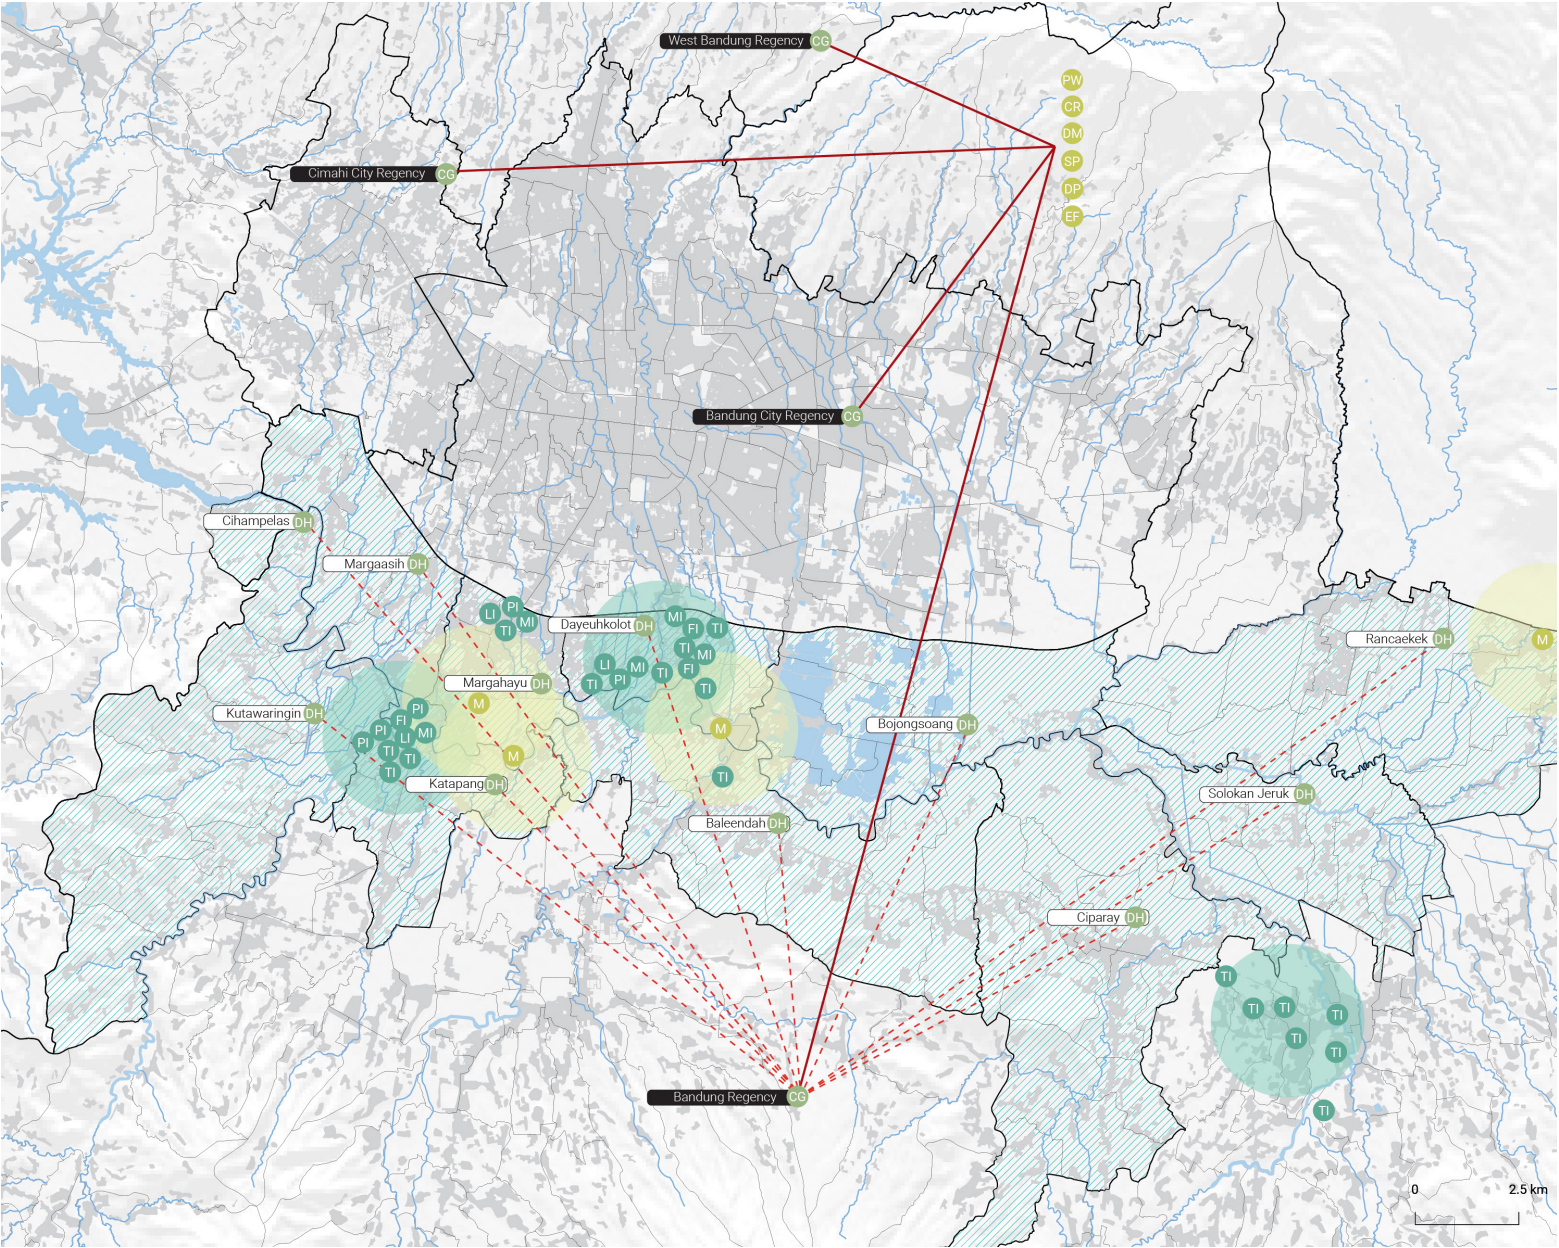 West Bandung Regency CG
PW
CR
DM
SP
DP
EF
Cimahi City Regency CG
Bandung City Regency CG
Cihampelas DH
Margaasih DH
LI
PI
MI
TI
Dayeuhkolot DH
MI
FI
TI
TI
MI
LI
MI
FI
PI
TI
TI
TI
Rancaekek DH
M
Margahayu DH
M
Kutawaringin DH
PI
FI
PI
LI
MI
PI
TI
TI
TI
M
M
Bojongsoang DH
TI
Katapang DH
Solokan Jeruk DH
Baleendah DH
Ciparay DH
TI
TI
TI
TI
TI
TI
TI
Bandung Regency CG
0 2.5 km